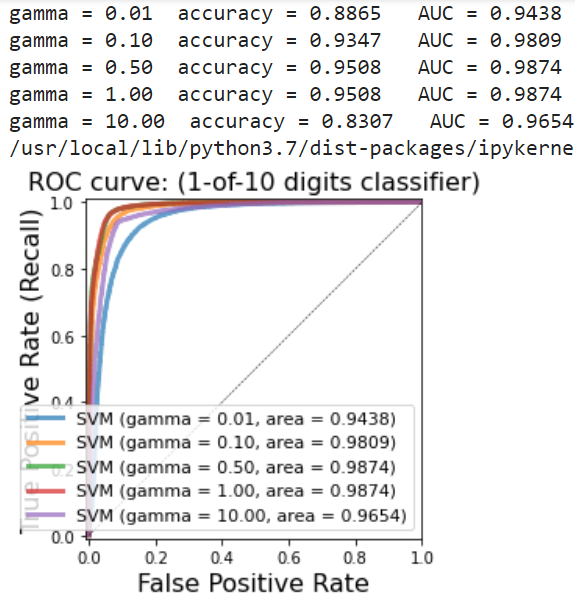 gamma = 0.01  accuracy = 0.8865   AUC = 0.9438
gamma = 0.10  accuracy = 0.9347   AUC = 0.9809
gamma = 0.50  accuracy = 0.9508   AUC = 0.9874
gamma = 1.00  accuracy = 0.9508   AUC = 0.9874
gamma = 10.00  accuracy = 0.8307   AUC = 0.9654
/usr/local/lib/python3.7/dist-packages/ipykerne
ROC curve: (1-of-10 digits classifier)
True Positive Rate (Recall)
1.0
0.8
0.6
0.4
0.2
0.0
SVM (gamma = 0.01, area = 0.9438)
SVM (gamma = 0.10, area = 0.9809)
SVM (gamma = 0.50, area = 0.9874)
SVM (gamma = 1.00, area = 0.9874)
SVM (gamma = 10.00, area = 0.9654)
0.0 0.2 0.4 0.6 0.8 1.0
False Positive Rate